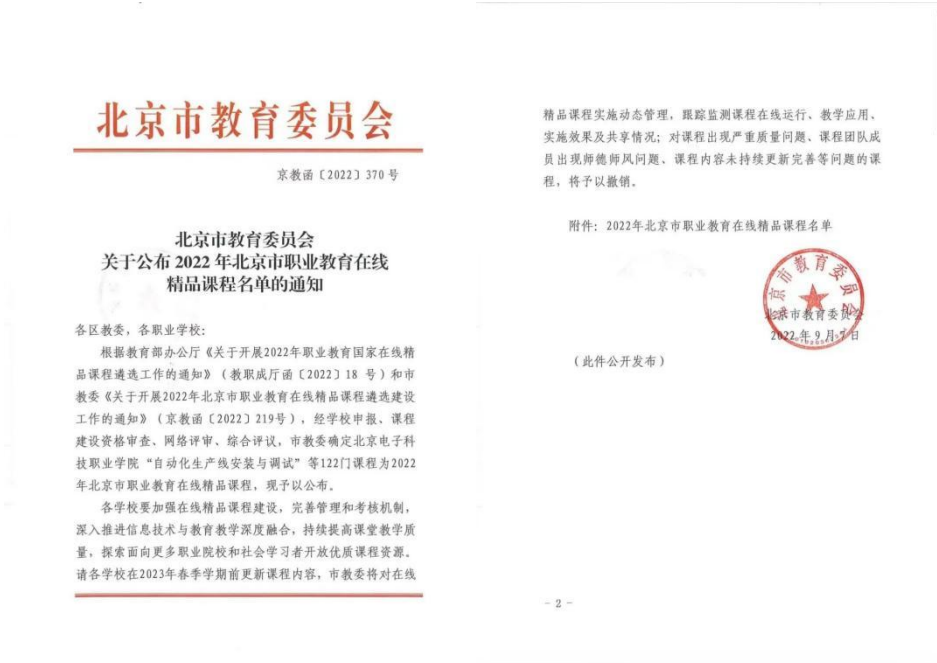 北京市教育委员会
京教函〔2022〕370号
北京市教育委员会
关于公布 2022 年北京市职业教育在线
精品课程名单的通知
各区教委，各职业学校：
根据教育部办公厅《关于开展2022年职业教育国家在线精
品课程遴选工作的通知》（教职成厅函〔2022〕18 号）和市
教委《关于开展2022年北京市职业教育在线精品课程遴选建设
工作的通知》（京教函〔2022〕219号），经学校申报、课程
建设资格审查、网络评审、综合评议，市教委确定北京电子科
技职业学院“自动化生产线安装与调试”等122门课程为2022
年北京市职业教育在线精品课程，现予以公布。
各学校要加强在线精品课程建设，完善管理和考核机制，
深入推进信息技术与教育教学深度融合，持续提高课堂教学质
量，探索面向更多职业院校和社会学习者开放优质课程资源。
请各学校在2023年春季学期前更新课程内容，市教委将对在线
精品课程实施动态管理，跟踪监测课程在线运行、教学应用、
实施效果及共享情况；对课程出现严重质量问题、课程团队成
员出现师德师风问题、课程内容未持续更新完善等问题的课
程，将予以撤销。
附件：2022年北京市职业教育在线精品课程名单
北京市教育委员会
北京市教育委员会
2022年9月7日
（此件公开发布）
- 2 -